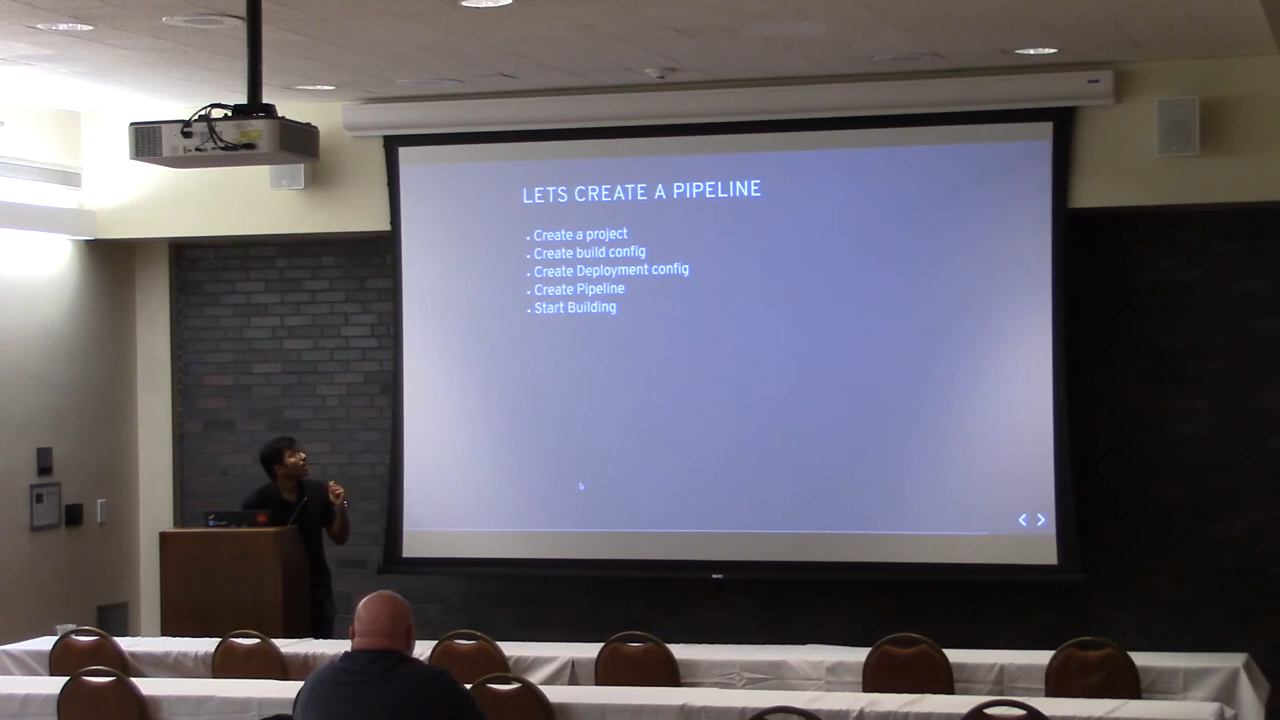 LETS CREATE A PIPELINE
Create a project
Create build config
Create Deployment config
Create Pipeline
Start Building